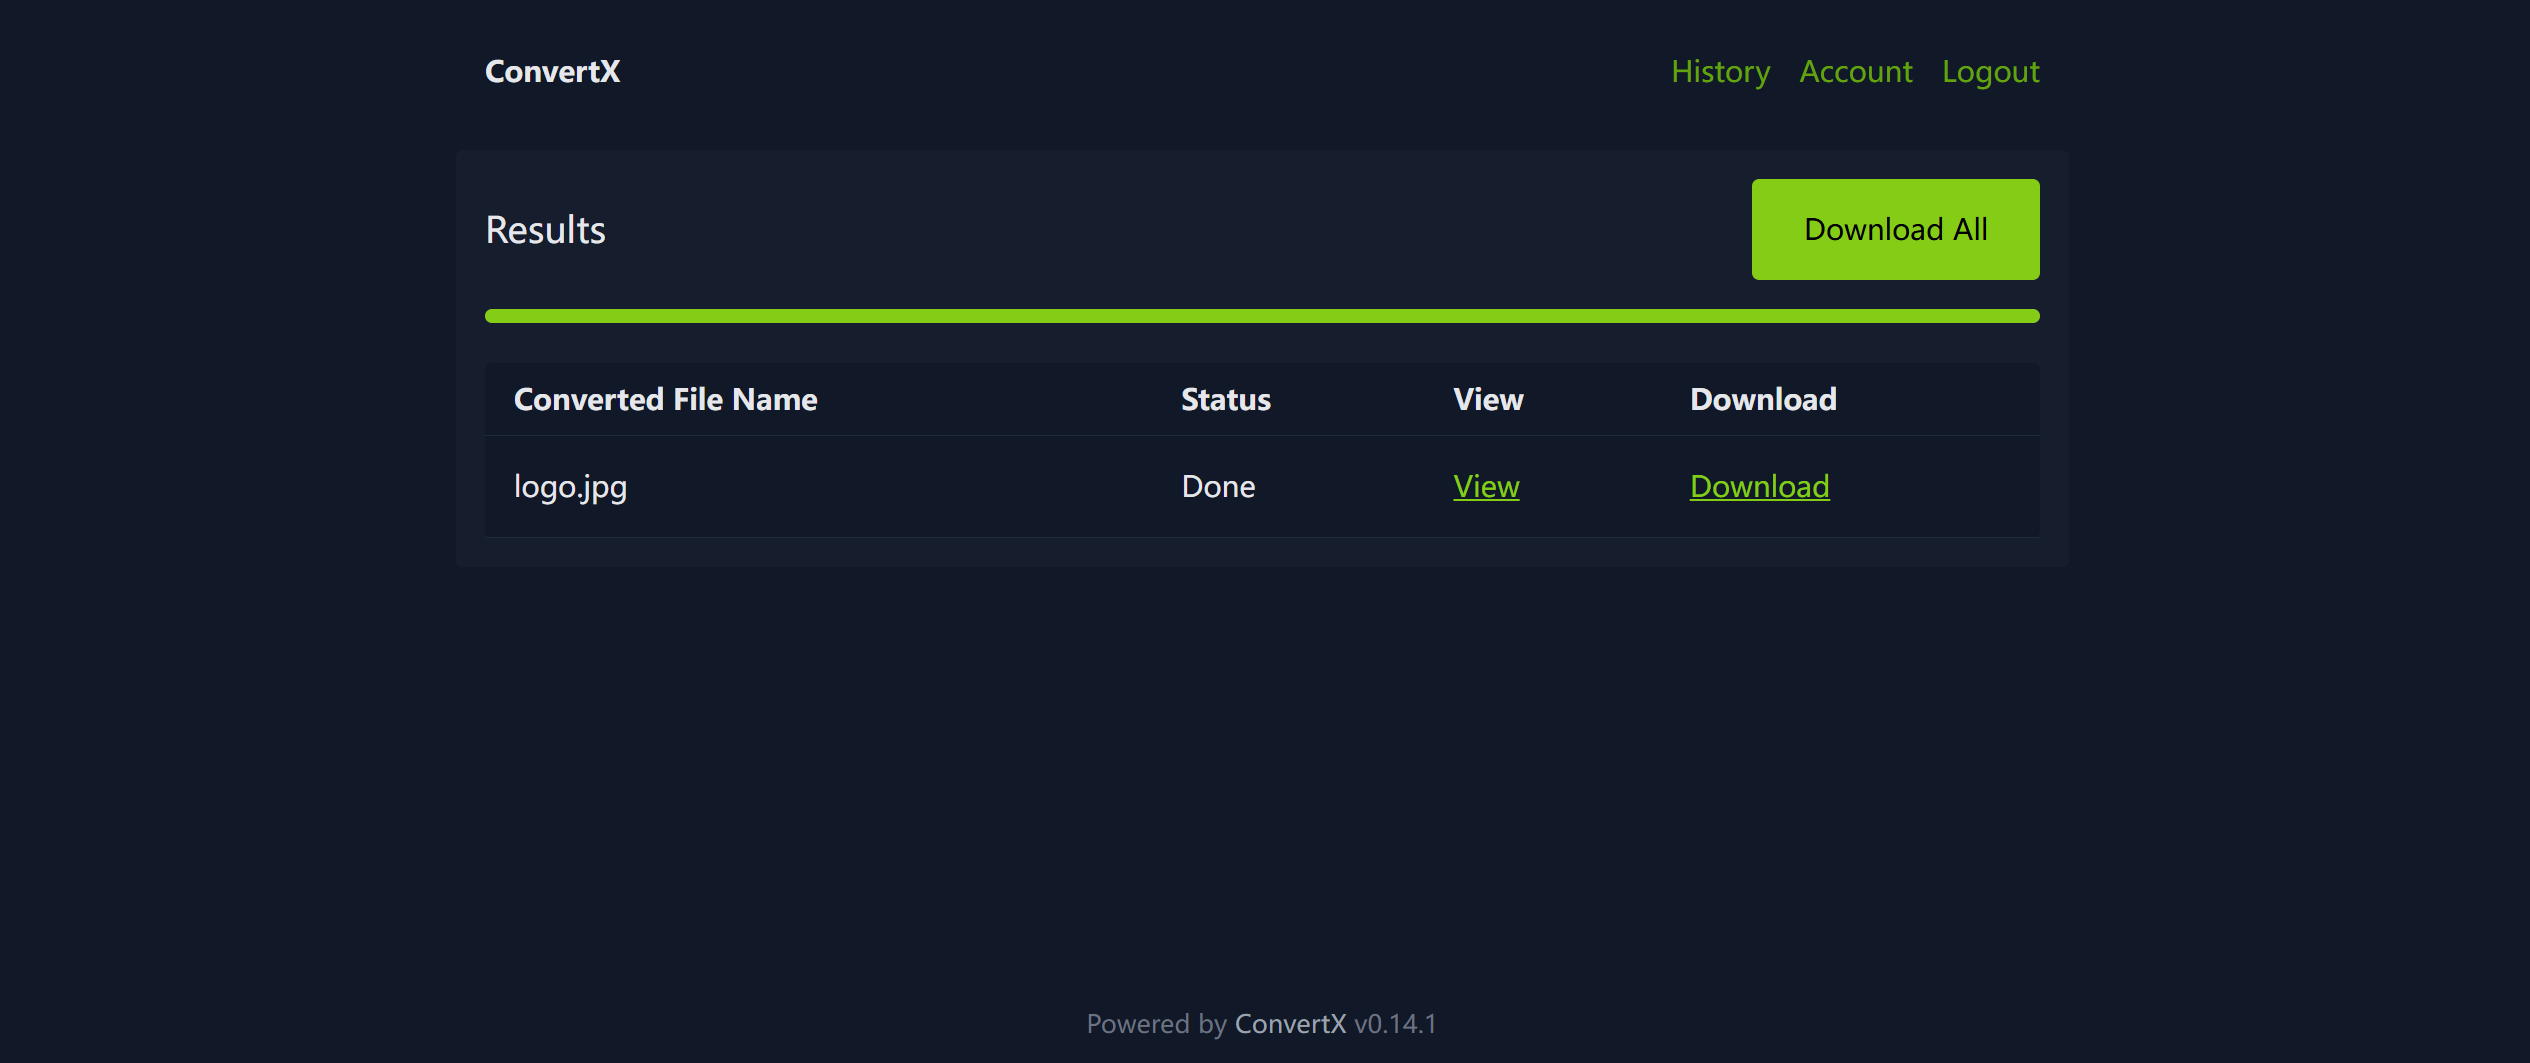 ConvertX History Account Logout
Results Download All
Converted File Name Status View Download
logo.jpg Done View Download
Powered by ConvertX v0.14.1